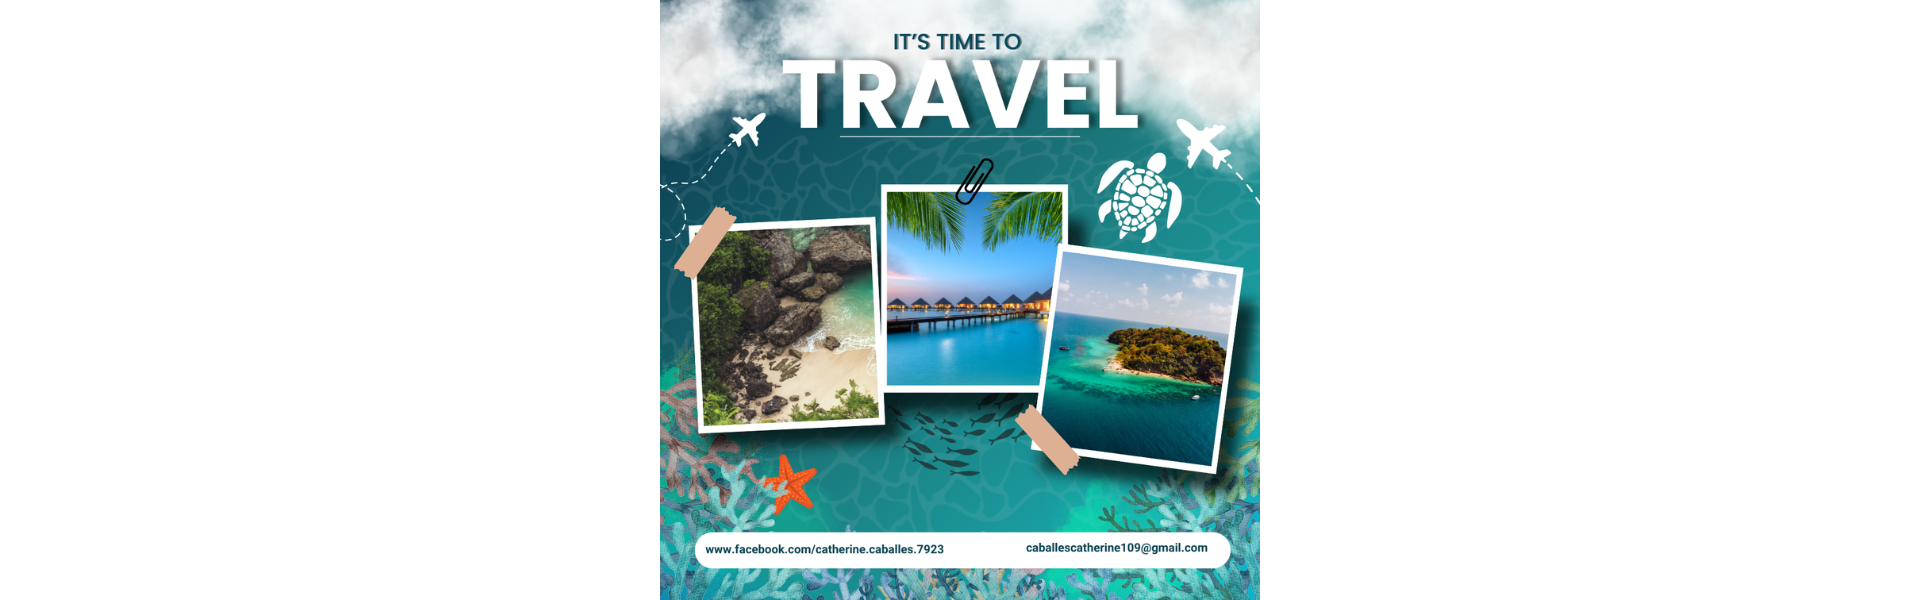 IT'S TIME TO
TRAVEL
www.facebook.com/catherine.caballes.7923
caballescatherine109@gmail.com